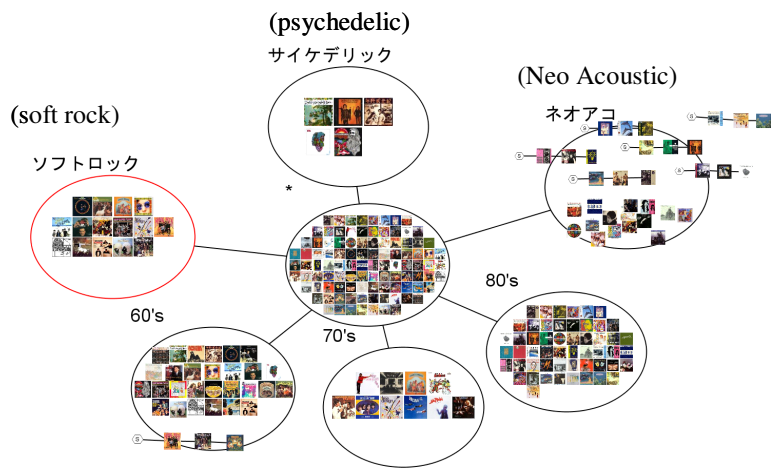 (psychedelic)
サイケデリック
(Neo Acoustic)
ネオアコ
(soft rock)
ソフトロック
*
80's
60's
70's
S
S
S
S
S
S